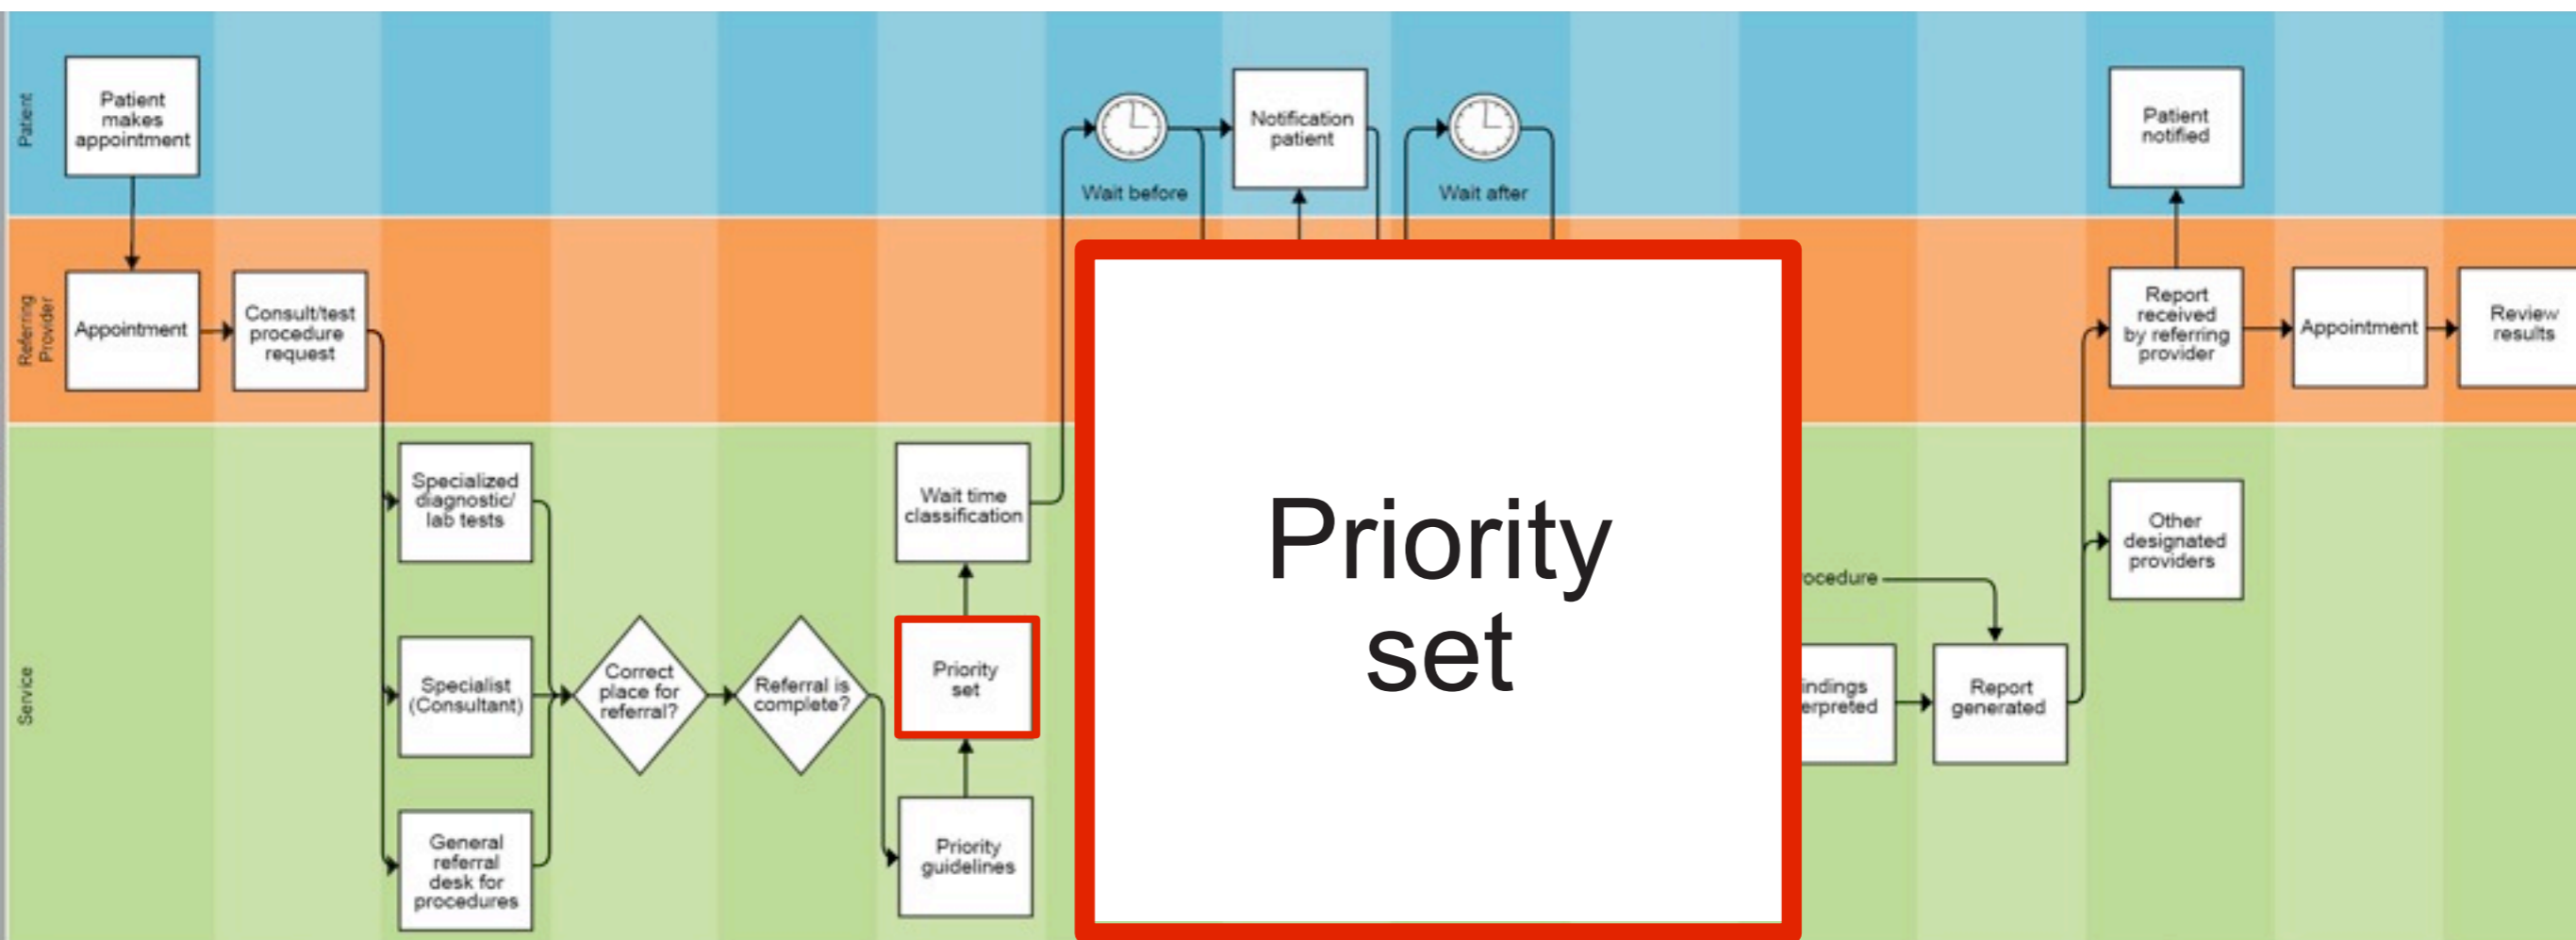 Patient
Patient
makes
appointment
Wait before
Notification
patient
Wait after
Patient
notified
Referring
Provider
Appointment
Consult/test
procedure
request
Report
received
by referring
provider
Appointment
Review
results
Service
Specialized
diagnostic/
lab tests
Specialist
(Consultant)
General
referral
desk for
procedures
Correct
place for
referral?
Referral is
complete?
Wait time
classification
Priority
set
Priority
guidelines
Priority
set
ocedure
indings
erpreted
Report
generated
Other
designated
providers